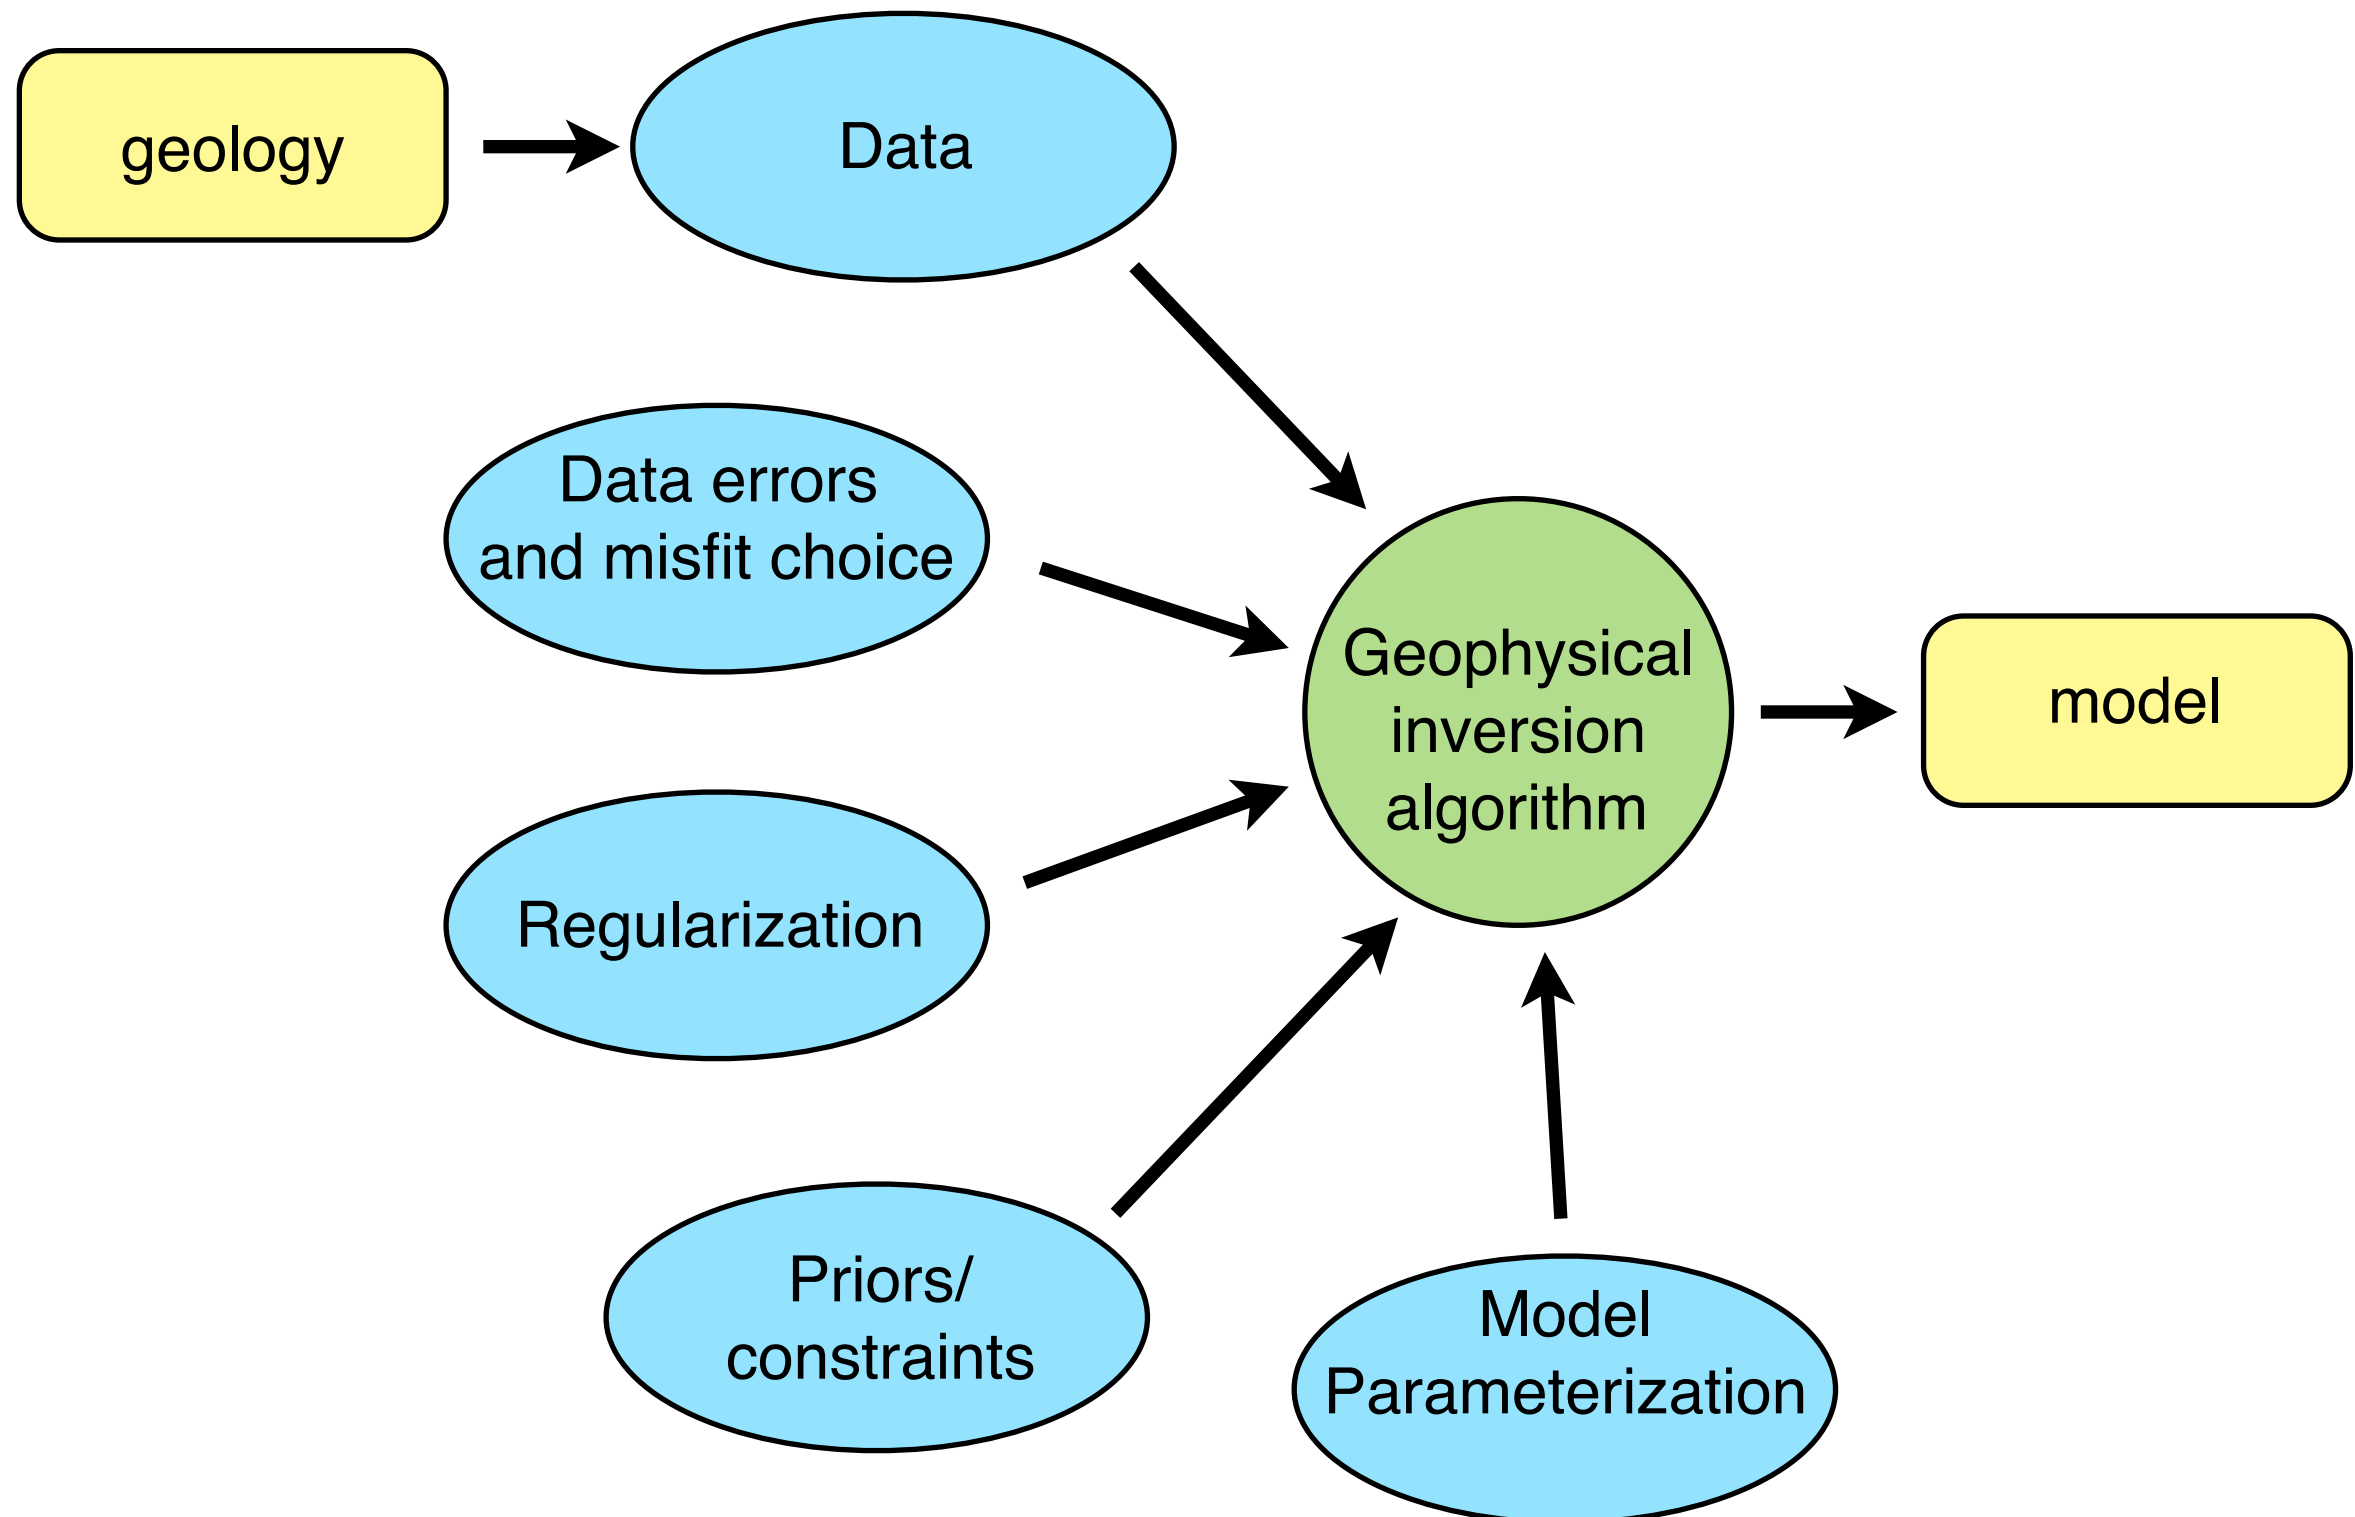 geology
Data
Data errors
and misfit choice
Geophysical
inversion
algorithm
model
Regularization
Priors/
constraints
Model
Parameterization